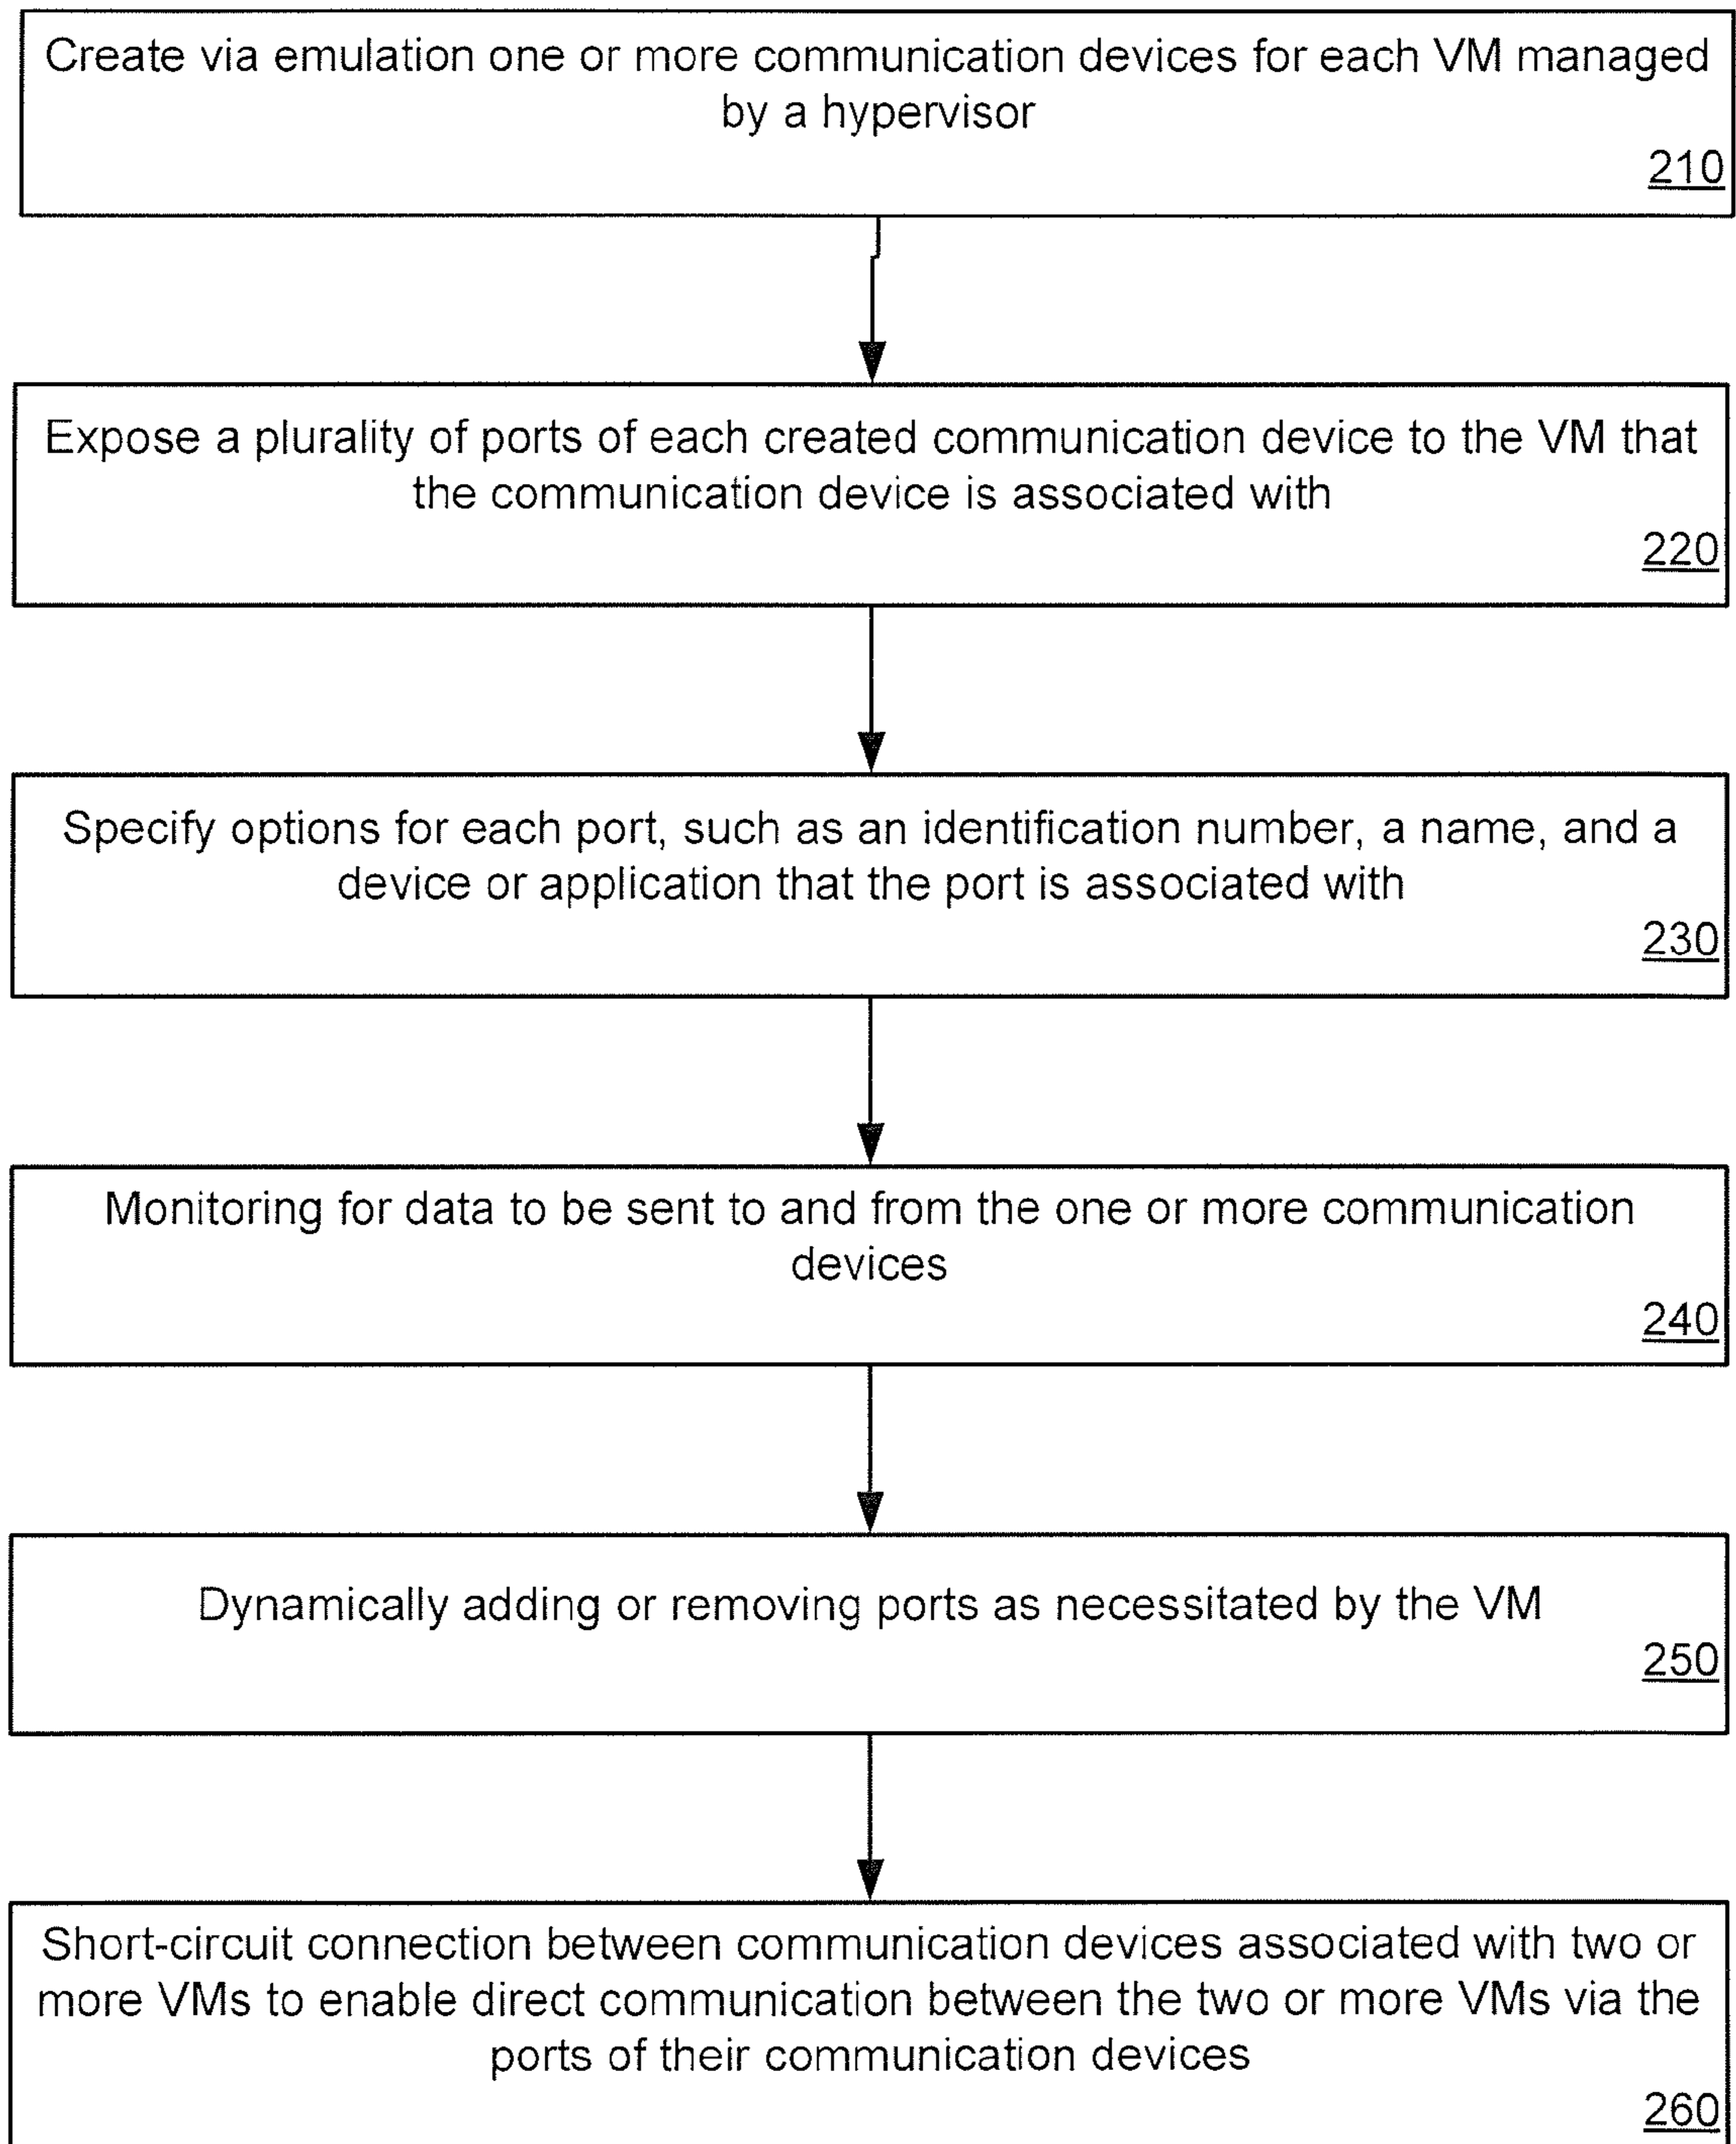 Create via emulation one or more communication devices for each VM managed
by a hypervisor
210
Expose a plurality of ports of each created communication device to the VM that
the communication device is associated with
220
Specify options for each port, such as an identification number, a name, and a
device or application that the port is associated with
230
Monitoring for data to be sent to and from the one or more communication
devices
240
Dynamically adding or removing ports as necessitated by the VM
250
Short-circuit connection between communication devices associated with two or
more VMs to enable direct communication between the two or more VMs via the
ports of their communication devices
260